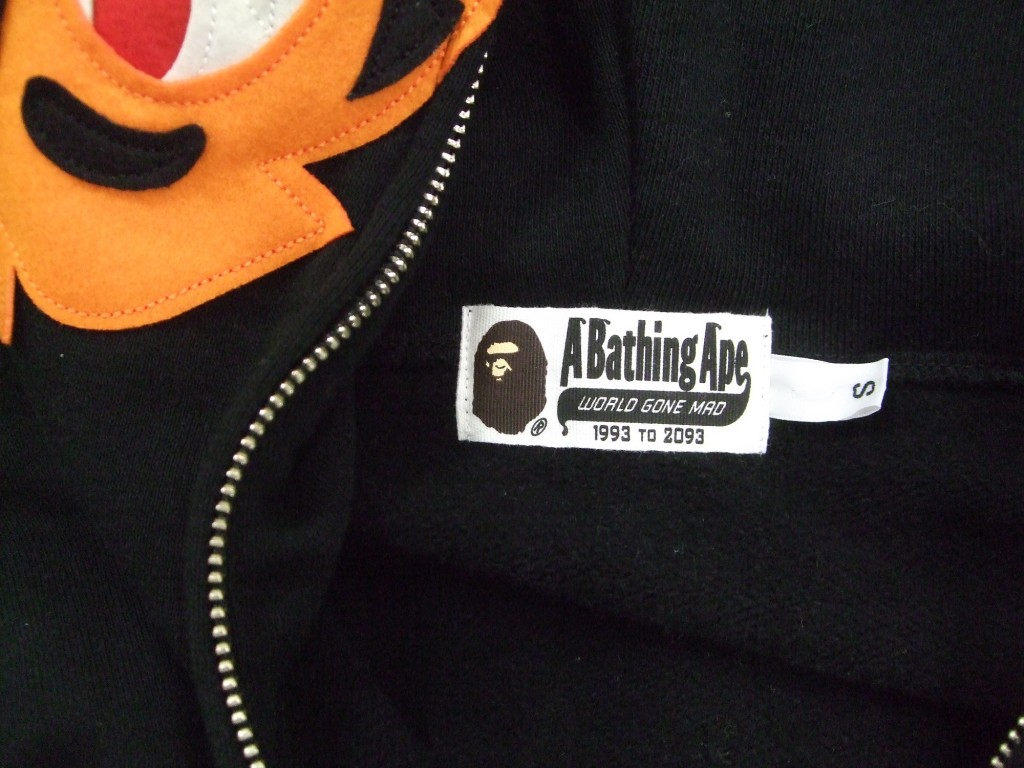 A Bathing Ape
WORLD GONE MAD
1993 TO 2093
®
S